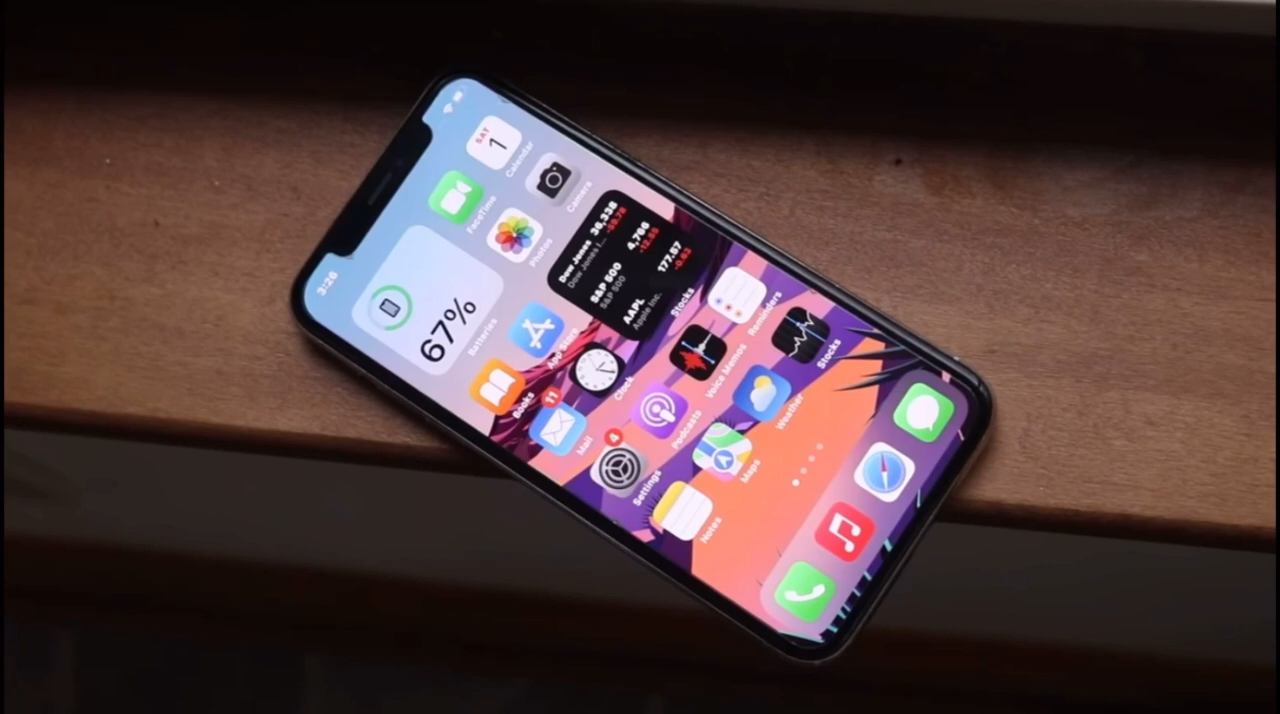 3:26
67%
Batteries
FaceTime
SAT
1
Calendar
Photos
Camera
Dow Jones 36,338
Dow Jones I... -59.78
S&P 500 4,766
S&P 500 -12.55
AAPL 177.57
Apple Inc. -0.63
Stocks
Books
App Store
11
Mail
Clock
Voice Memos
Reminders
4
Settings
Podcasts
Weather
Stocks
Notes
Maps